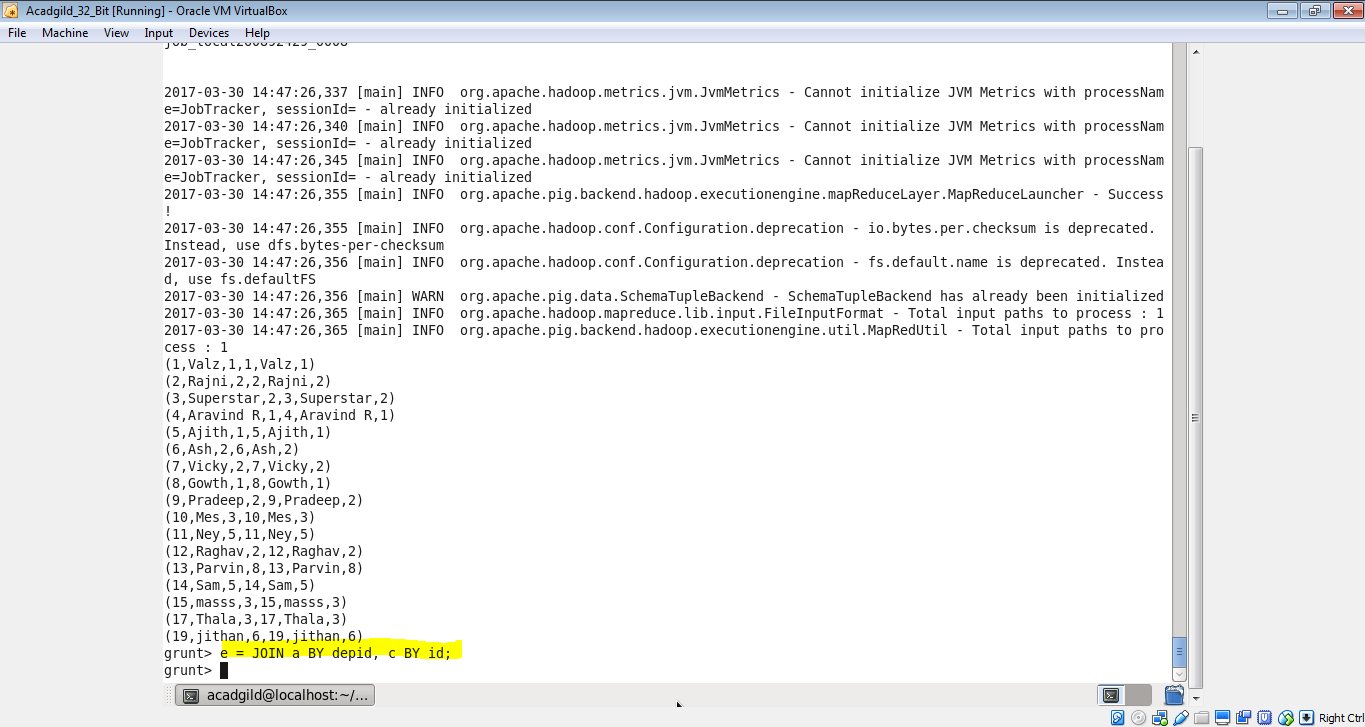 Acadgild_32_Bit [Running] - Oracle VM VirtualBox
File Machine View Input Devices Help
2017-03-30 14:47:26,337 [main] INFO  org.apache.hadoop.metrics.jvm.JvmMetrics - Cannot initialize JVM Metrics with processNam
e=JobTracker, sessionId= - already initialized
2017-03-30 14:47:26,340 [main] INFO  org.apache.hadoop.metrics.jvm.JvmMetrics - Cannot initialize JVM Metrics with processNam
e=JobTracker, sessionId= - already initialized
2017-03-30 14:47:26,345 [main] INFO  org.apache.hadoop.metrics.jvm.JvmMetrics - Cannot initialize JVM Metrics with processNam
e=JobTracker, sessionId= - already initialized
2017-03-30 14:47:26,355 [main] INFO  org.apache.pig.backend.hadoop.executionengine.mapReduceLayer.MapReduceLauncher - Success
!
2017-03-30 14:47:26,355 [main] INFO  org.apache.hadoop.conf.Configuration.deprecation - io.bytes.per.checksum is deprecated.
Instead, use dfs.bytes-per-checksum
2017-03-30 14:47:26,356 [main] INFO  org.apache.hadoop.conf.Configuration.deprecation - fs.default.name is deprecated. Instea
d, use fs.defaultFS
2017-03-30 14:47:26,356 [main] WARN  org.apache.pig.data.SchemaTupleBackend - SchemaTupleBackend has already been initialized
2017-03-30 14:47:26,365 [main] INFO  org.apache.hadoop.mapreduce.lib.input.FileInputFormat - Total input paths to process : 1
2017-03-30 14:47:26,365 [main] INFO  org.apache.pig.backend.hadoop.executionengine.util.MapRedUtil - Total input paths to pro
cess : 1
(1,Valz,1,1,Valz,1)
(2,Rajni,2,2,Rajni,2)
(3,Superstar,2,3,Superstar,2)
(4,Aravind R,1,4,Aravind R,1)
(5,Ajith,1,5,Ajith,1)
(6,Ash,2,6,Ash,2)
(7,Vicky,2,7,Vicky,2)
(8,Gowth,1,8,Gowth,1)
(9,Pradeep,2,9,Pradeep,2)
(10,Mes,3,10,Mes,3)
(11,Ney,5,11,Ney,5)
(12,Raghav,2,12,Raghav,2)
(13,Parvin,8,13,Parvin,8)
(14,Sam,5,14,Sam,5)
(15,masss,3,15,masss,3)
(17,Thala,3,17,Thala,3)
(19,jithan,6,19,jithan,6)
grunt> e = JOIN a BY depid, c BY id;
grunt>
acadgild@localhost:~/...
Right Ctrl